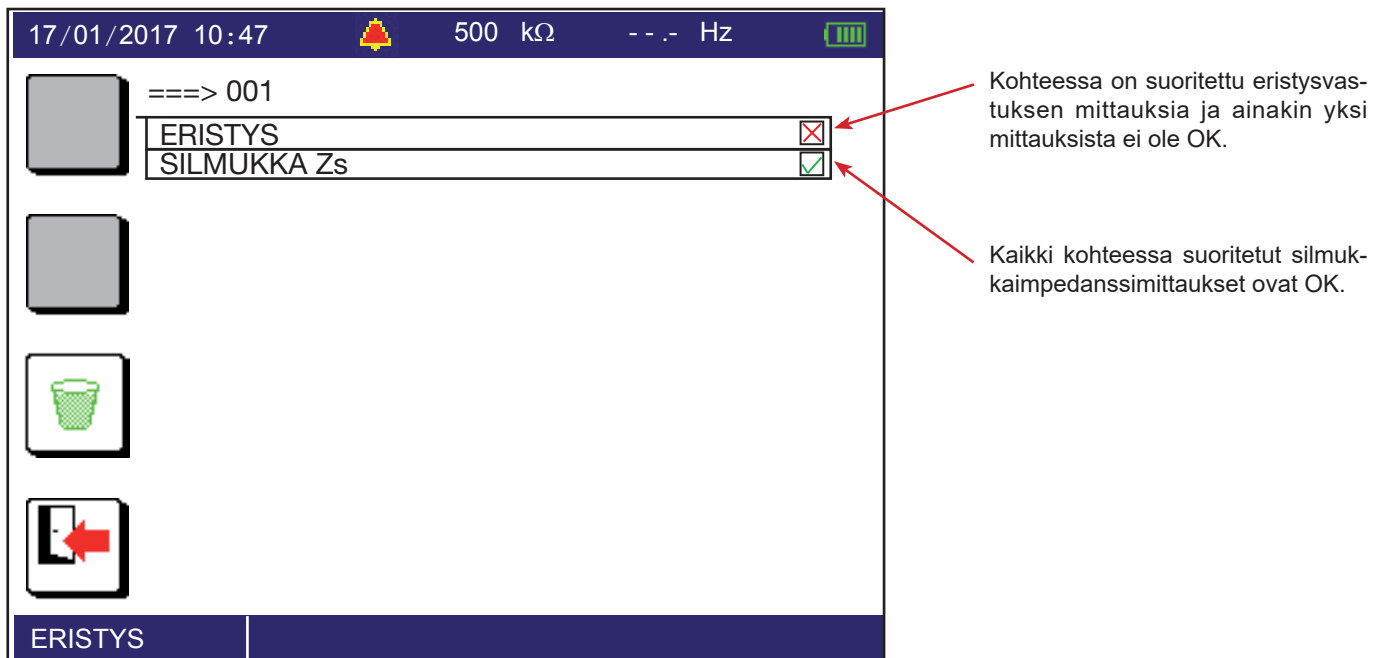 17/01/2017 10:47 500 kΩ - - .- Hz
===> 001
ERISTYS
SILMUKKA Zs
ERISTYS
Kohteessa on suoritettu eristysvas-
tuksen mittauksia ja ainakin yksi
mittauksista ei ole OK.
Kaikki kohteessa suoritetut silmuk-
kaimpedanssimittaukset ovat OK.